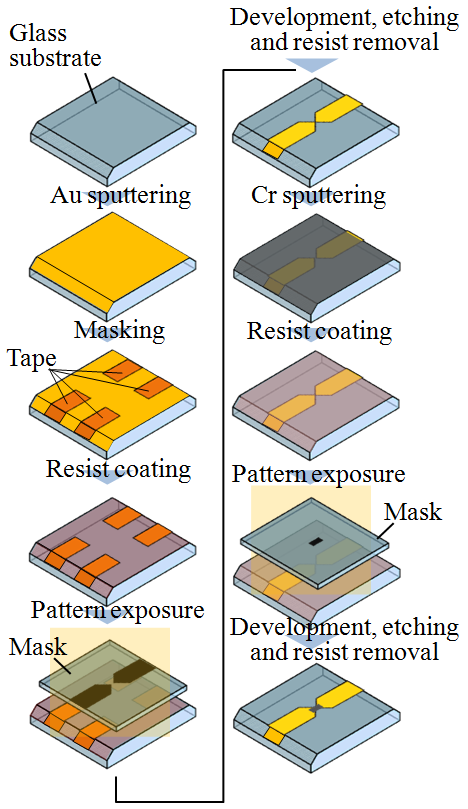 Glass
substrate
Au sputtering
Masking
Tape
Resist coating
Pattern exposure
Mask
Development, etching
and resist removal
Cr sputtering
Resist coating
Pattern exposure
Mask
Development, etching
and resist removal